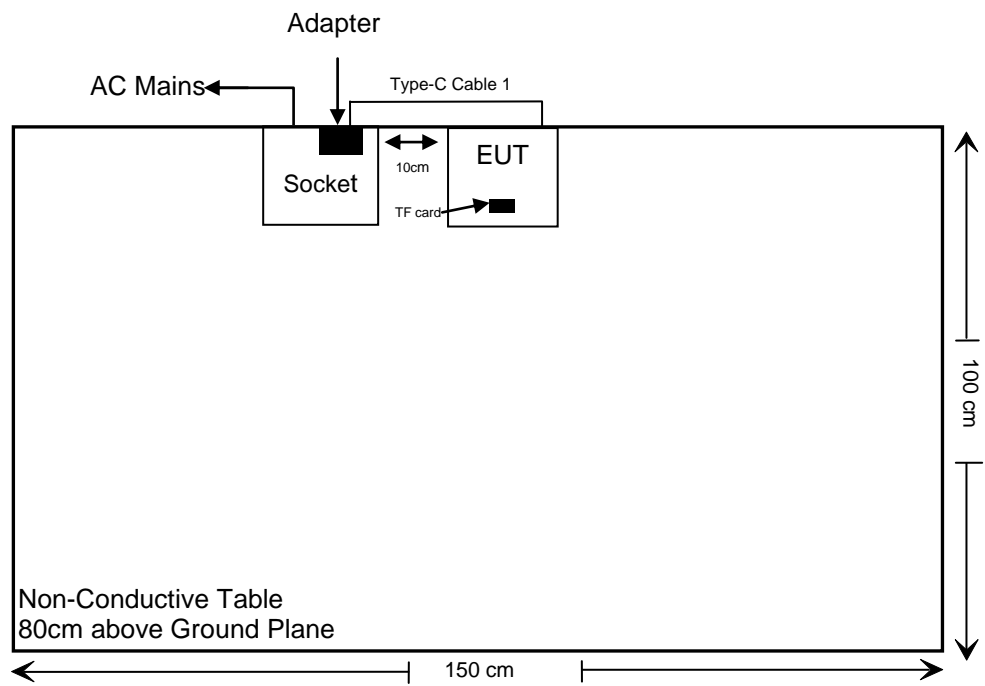 Adapter
AC Mains
Type-C Cable 1
Socket
10cm
EUT
TF card
100 cm
Non-Conductive Table
80cm above Ground Plane
150 cm